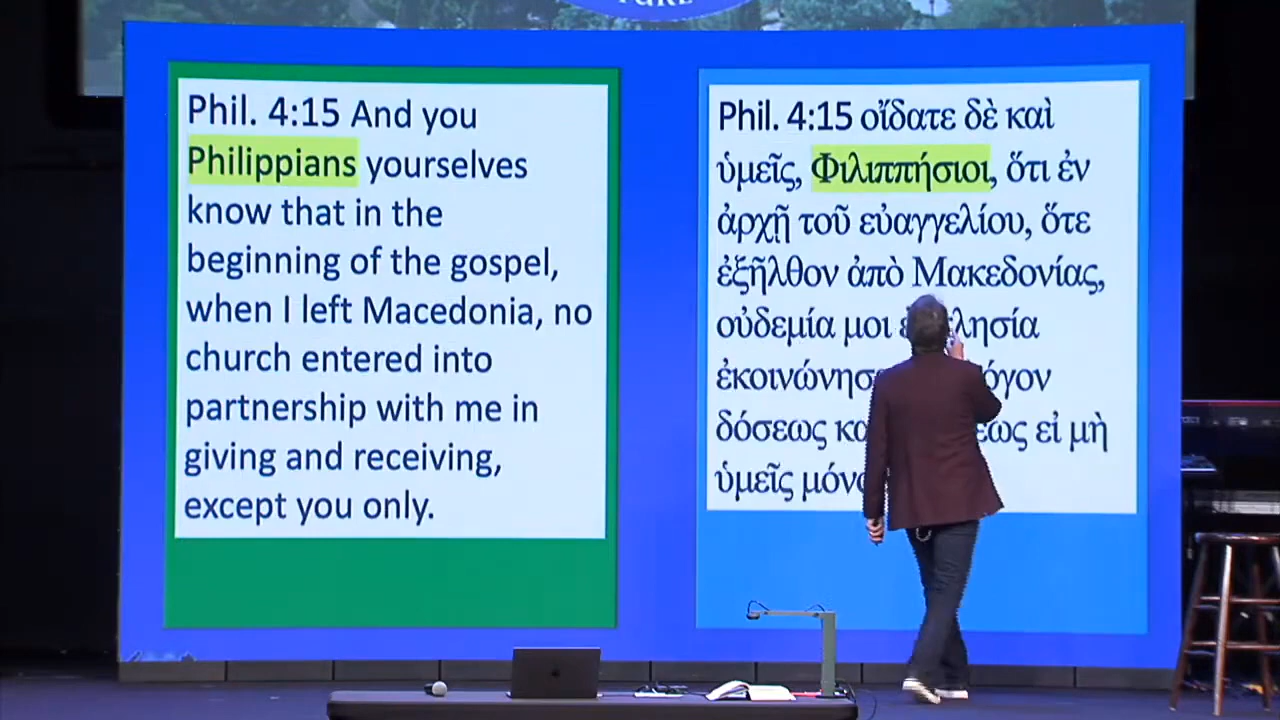 Phil. 4:15 And you
Philippians yourselves
know that in the
beginning of the gospel,
when I left Macedonia, no
church entered into
partnership with me in
giving and receiving,
except you only.
Phil. 4:15 οἴδατε δὲ καὶ
ὑμεῖς, Φιλιππήσιοι, ὅτι ἐν
ἀρχῇ τοῦ εὐαγγελίου, ὅτε
ἐξῆλθον ἀπὸ Μακεδονίας,
οὐδεμία μοι
ὑμεῖς